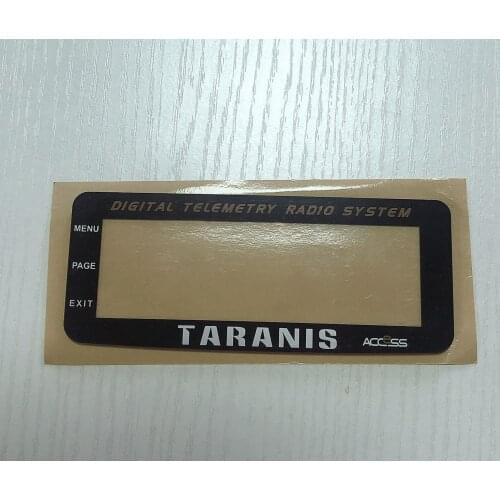 DIGITAL TELEMETRY RADIO SYSTEM
MENU
PAGE
EXIT
TARANIS
ACCESS